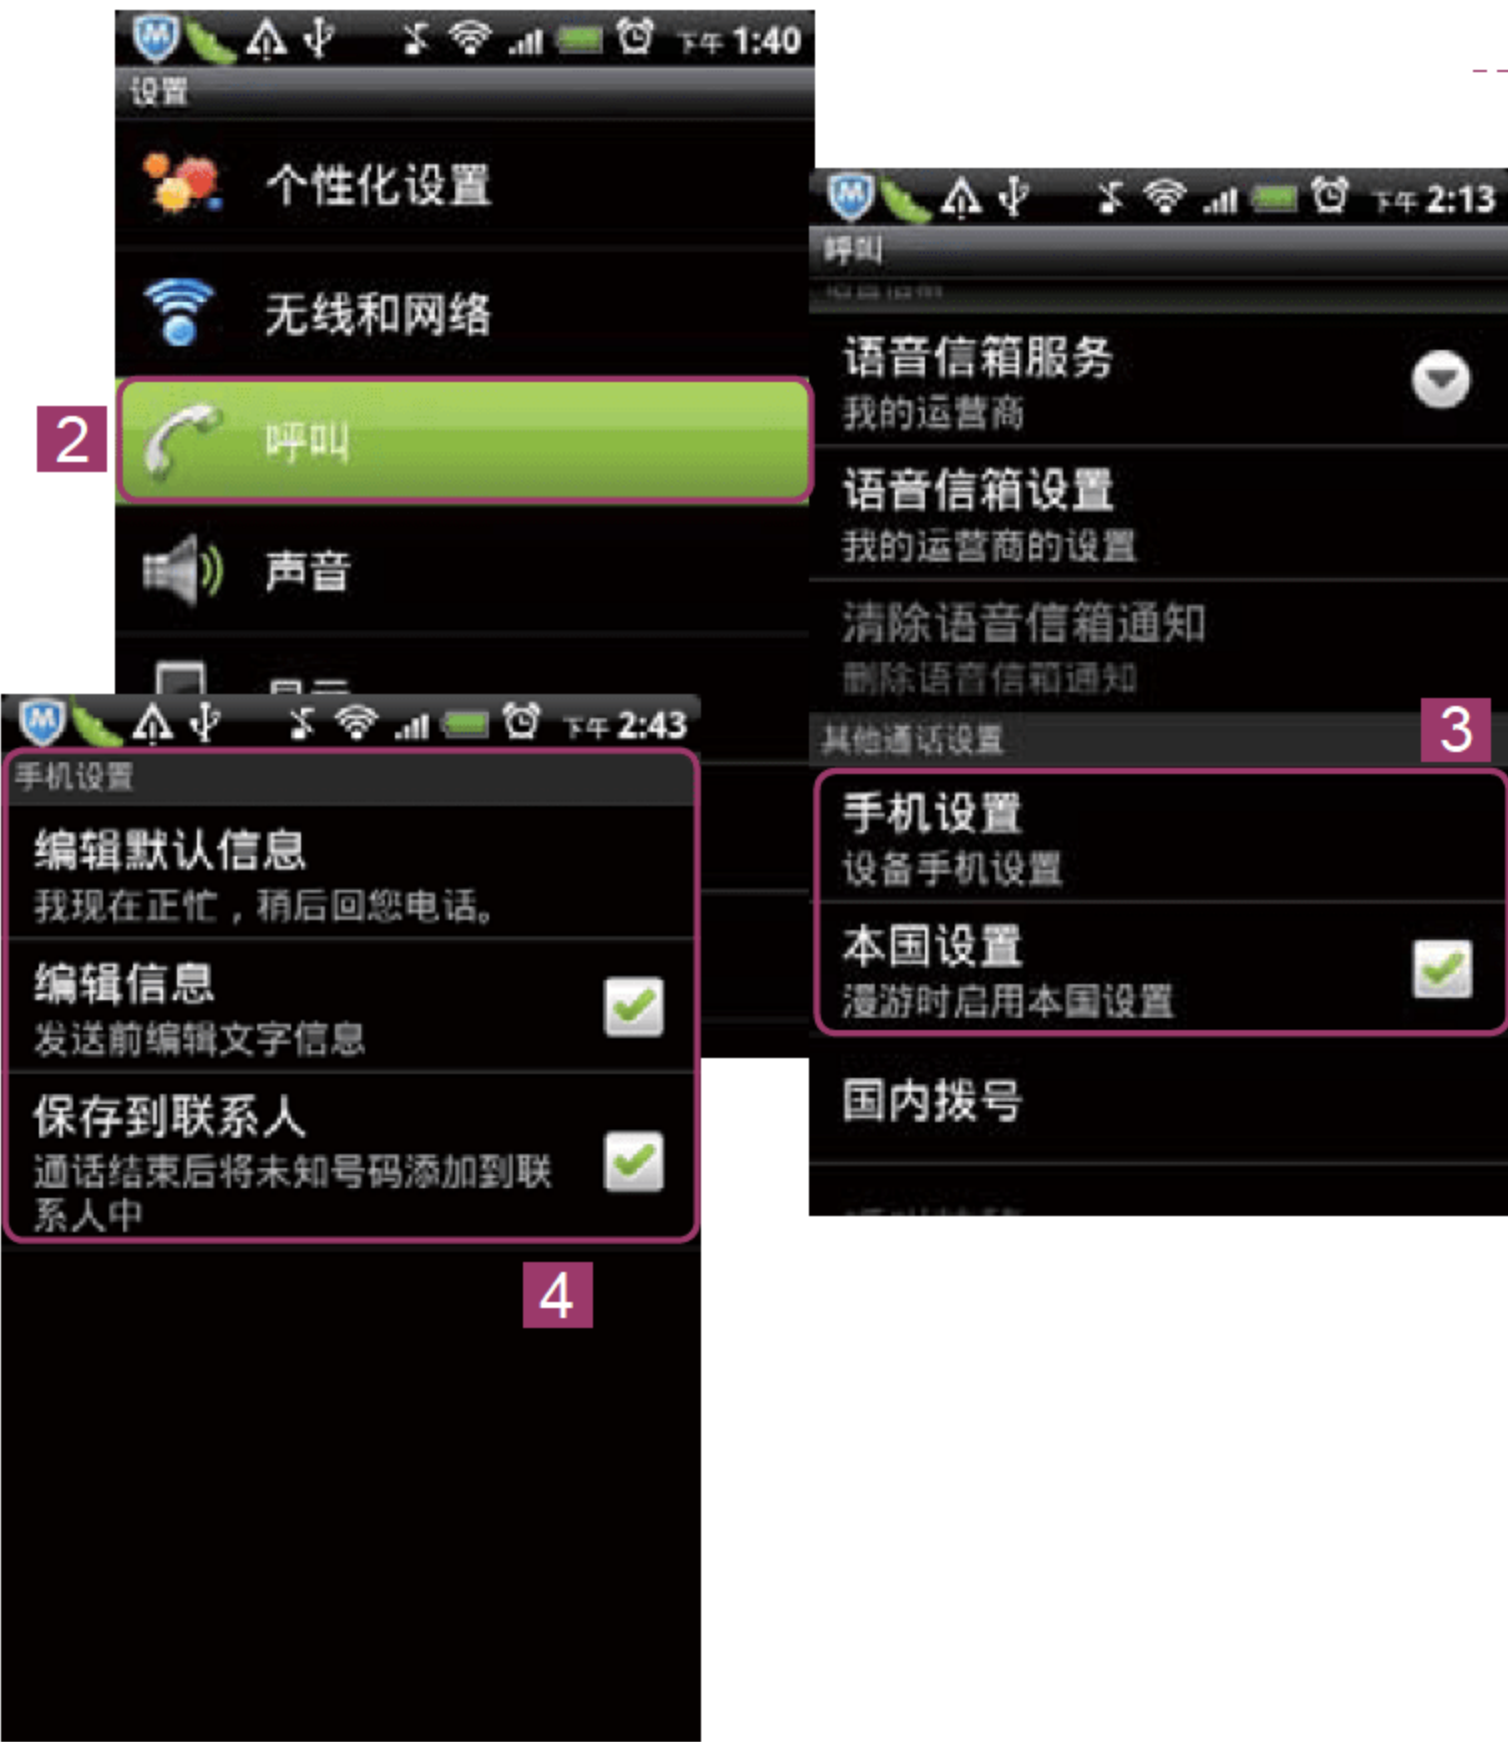 下午 1:40
设置
个性化设置
无线和网络
2
呼叫
声音
显示
下午 2:13
呼叫
语音信箱服务
我的运营商
语音信箱设置
我的运营商的设置
清除语音信箱通知
删除语音信箱通知
其他通话设置
3
手机设置
设备手机设置
本国设置
漫游时启用本国设置
国内拨号
下午 2:43
手机设置
编辑默认信息
我现在正忙，稍后回您电话。
编辑信息
发送前编辑文字信息
保存到联系人
通话结束后将未知号码添加到联
系人中
4